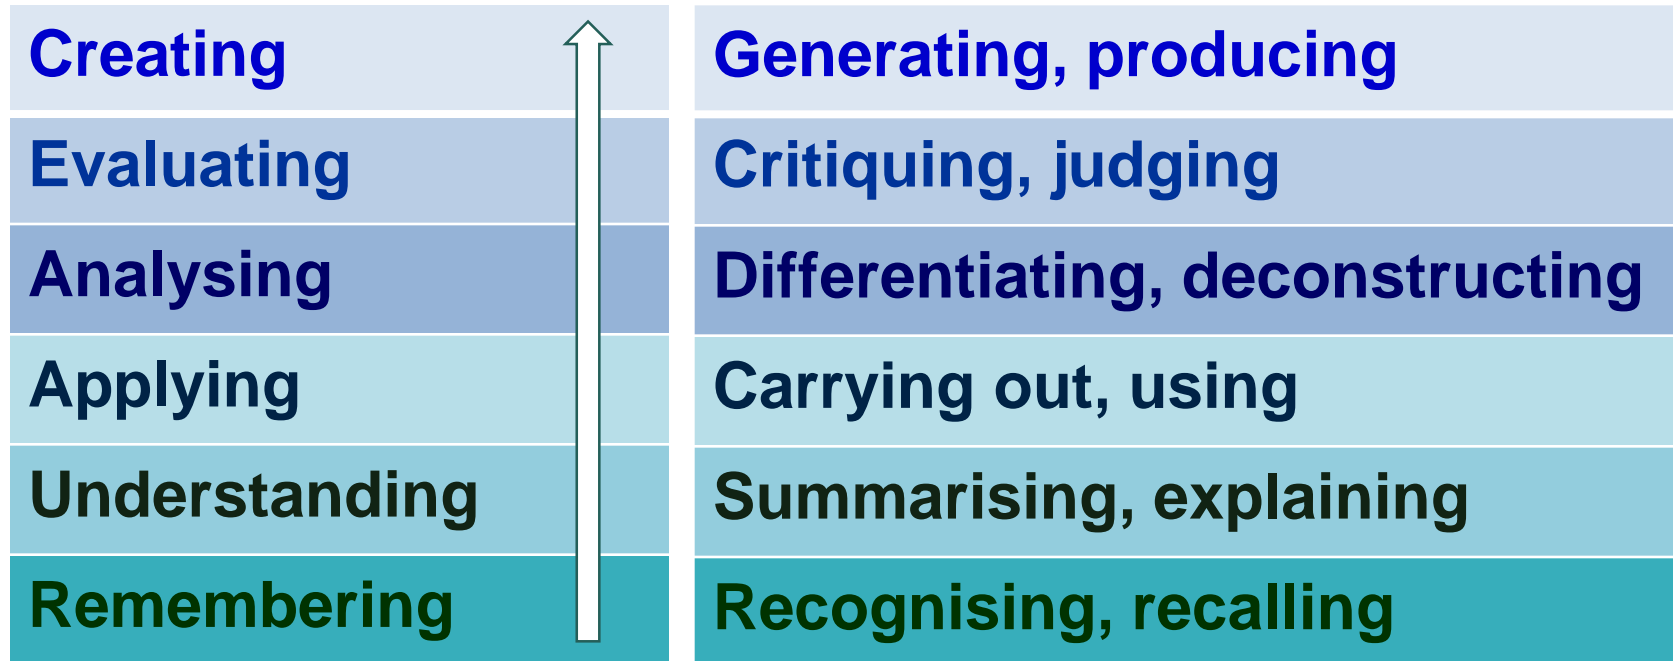 Creating
Generating, producing
Evaluating
Critiquing, judging
Analysing
Differentiating, deconstructing
Applying
Carrying out, using
Understanding
Summarising, explaining
Remembering
Recognising, recalling